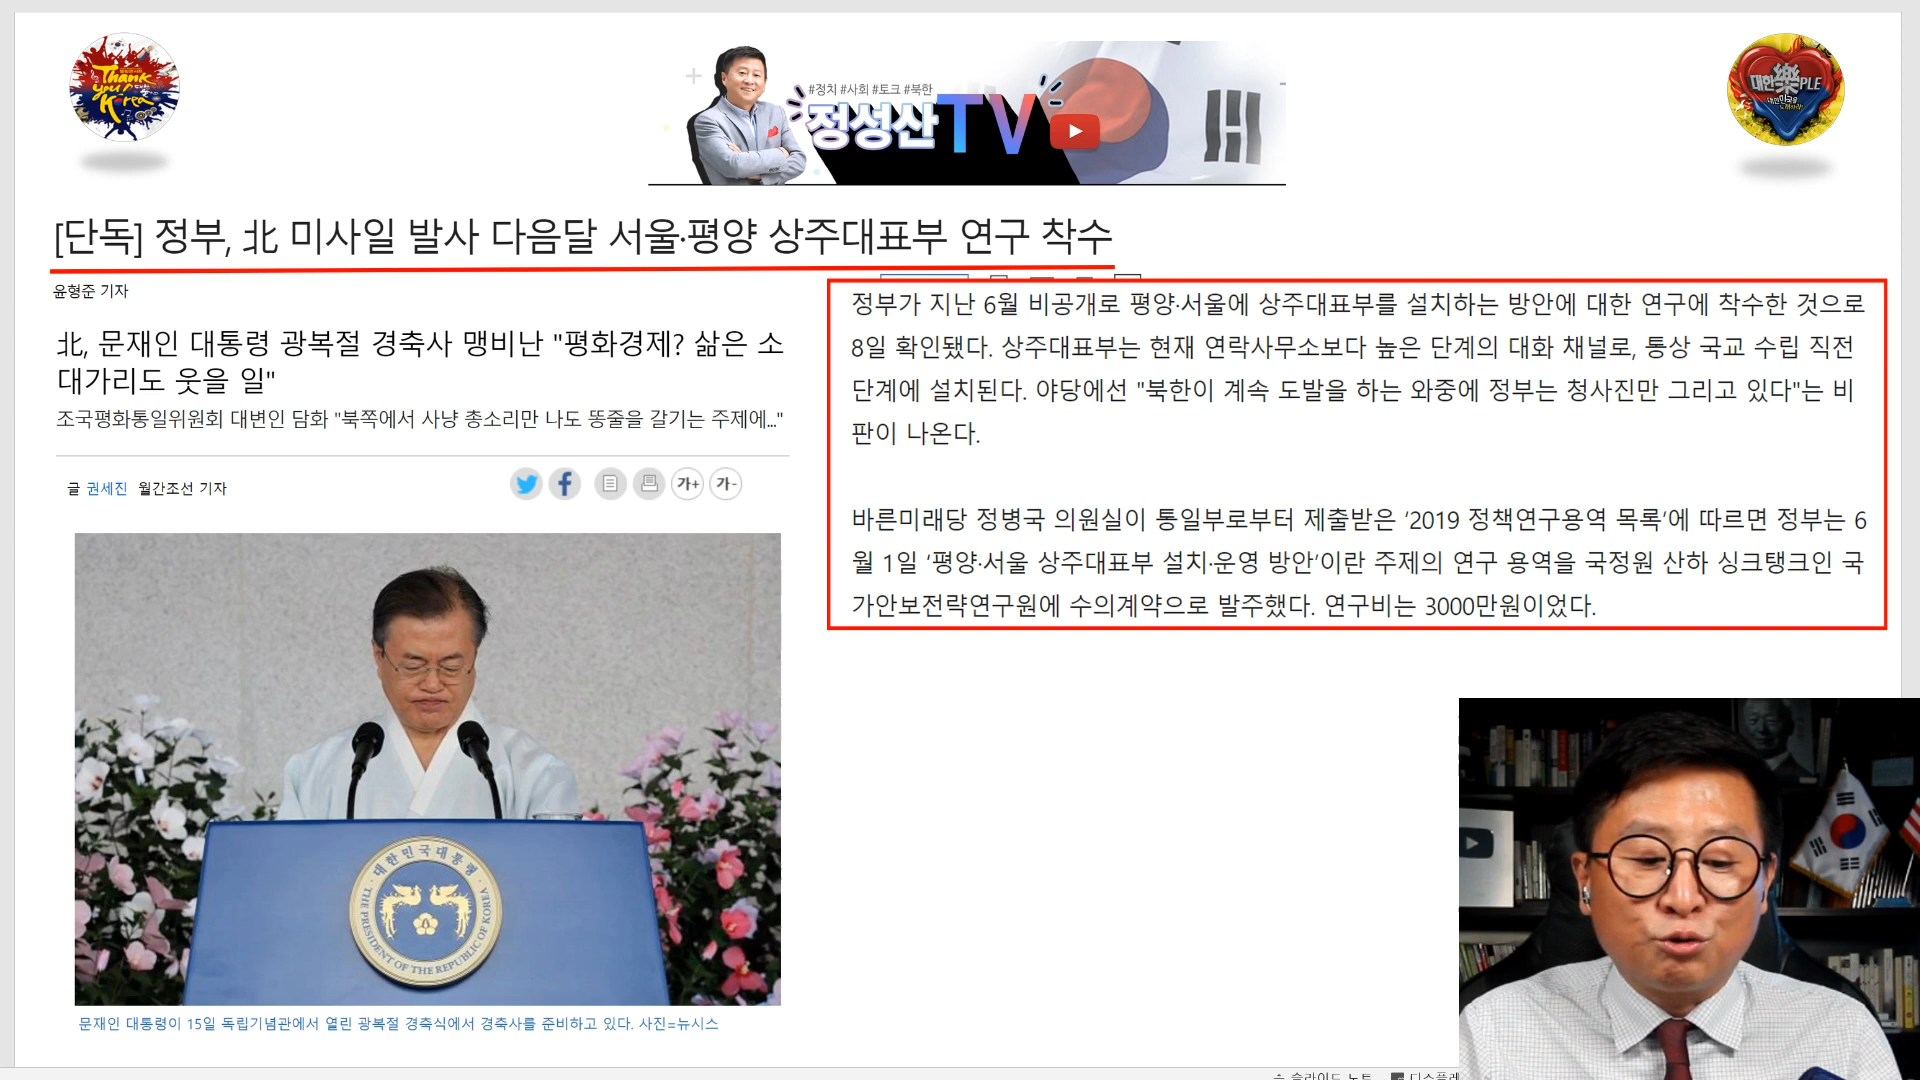 Thank you Korea
#정치 #사회 #토크 #북한
정성산TV
대한樂PLE
[단독] 정부, 北 미사일 발사 다음달 서울·평양 상주대표부 연구 착수
윤형준 기자
北, 문재인 대통령 광복절 경축사 맹비난 "평화경제? 삶은 소
대가리도 웃을 일"
조국평화통일위원회 대변인 담화 "북쪽에서 사냥 총소리만 나도 똥줄을 갈기는 주제에..."
글 권세진 월간조선 기자
가+ 가-
대한민국대통령
THE PRESIDENT OF THE REPUBLIC OF KOREA
문재인 대통령이 15일 독립기념관에서 열린 광복절 경축식에서 경축사를 준비하고 있다. 사진=뉴시스
정부가 지난 6월 비공개로 평양·서울에 상주대표부를 설치하는 방안에 대한 연구에 착수한 것으로
8일 확인됐다. 상주대표부는 현재 연락사무소보다 높은 단계의 대화 채널로, 통상 국교 수립 직전
단계에 설치된다. 야당에선 "북한이 계속 도발을 하는 와중에 정부는 청사진만 그리고 있다"는 비
판이 나온다.
바른미래당 정병국 의원실이 통일부로부터 제출받은 ‘2019 정책연구용역 목록’에 따르면 정부는 6
월 1일 ‘평양·서울 상주대표부 설치·운영 방안’이란 주제의 연구 용역을 국정원 산하 싱크탱크인 국
가안보전략연구원에 수의계약으로 발주했다. 연구비는 3000만원이었다.
슬라이드 노트 디스플레